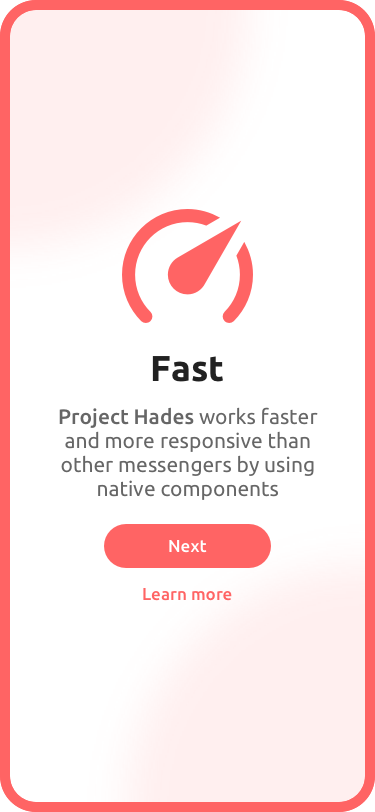 Fast
Project Hades works faster
and more responsive than
other messengers by using
native components
Next
Learn more